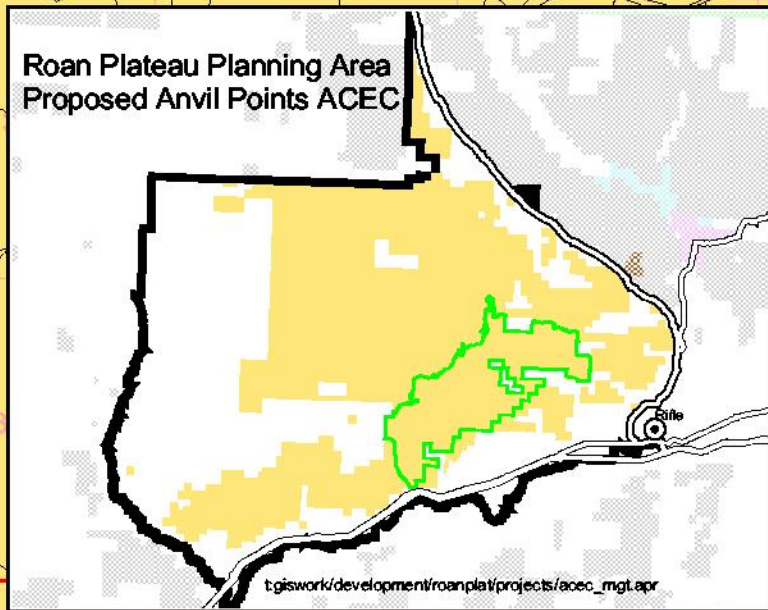 Roan Plateau Planning Area
Proposed Anvil Points ACEC
Rifle
t:giswork/development/roanplat/projects/acec_mgt.apr